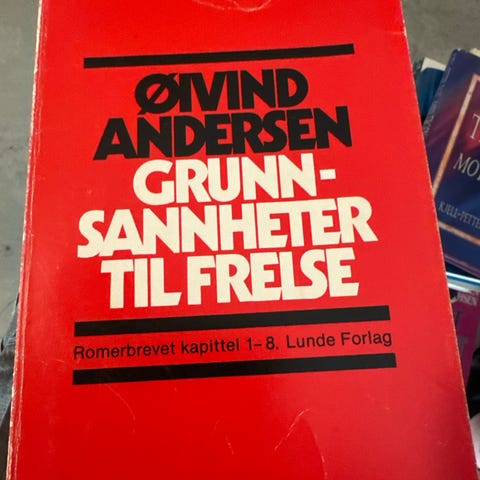 ØIVIND
ANDERSEN
GRUNN-
SANNHETER
TIL FRELSE
Romerbrevet kapittel 1–8. Lunde Forlag